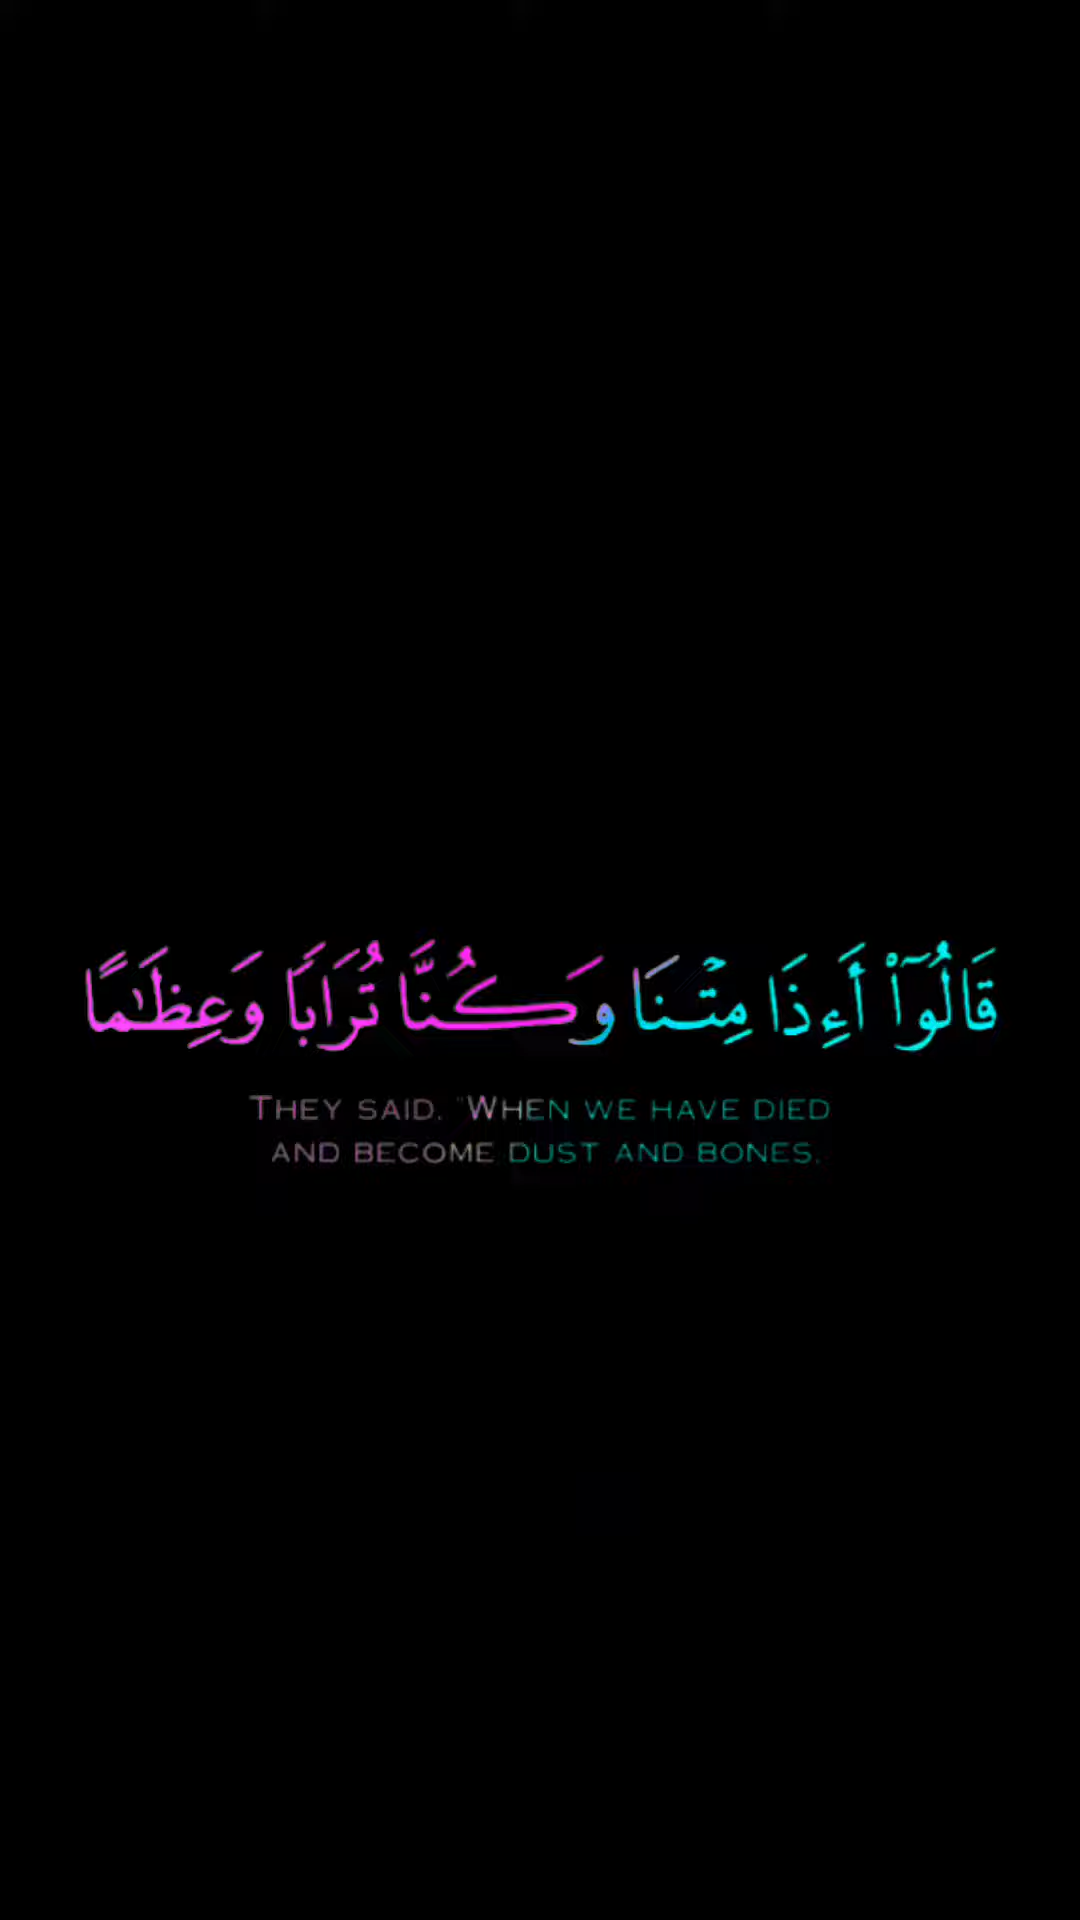 قَالُوٓا۟ أَءِذَا مِتْنَا وَكُنَّا تُرَابًا وَعِظَـٰمًا
THEY SAID, "WHEN WE HAVE DIED
AND BECOME DUST AND BONES,